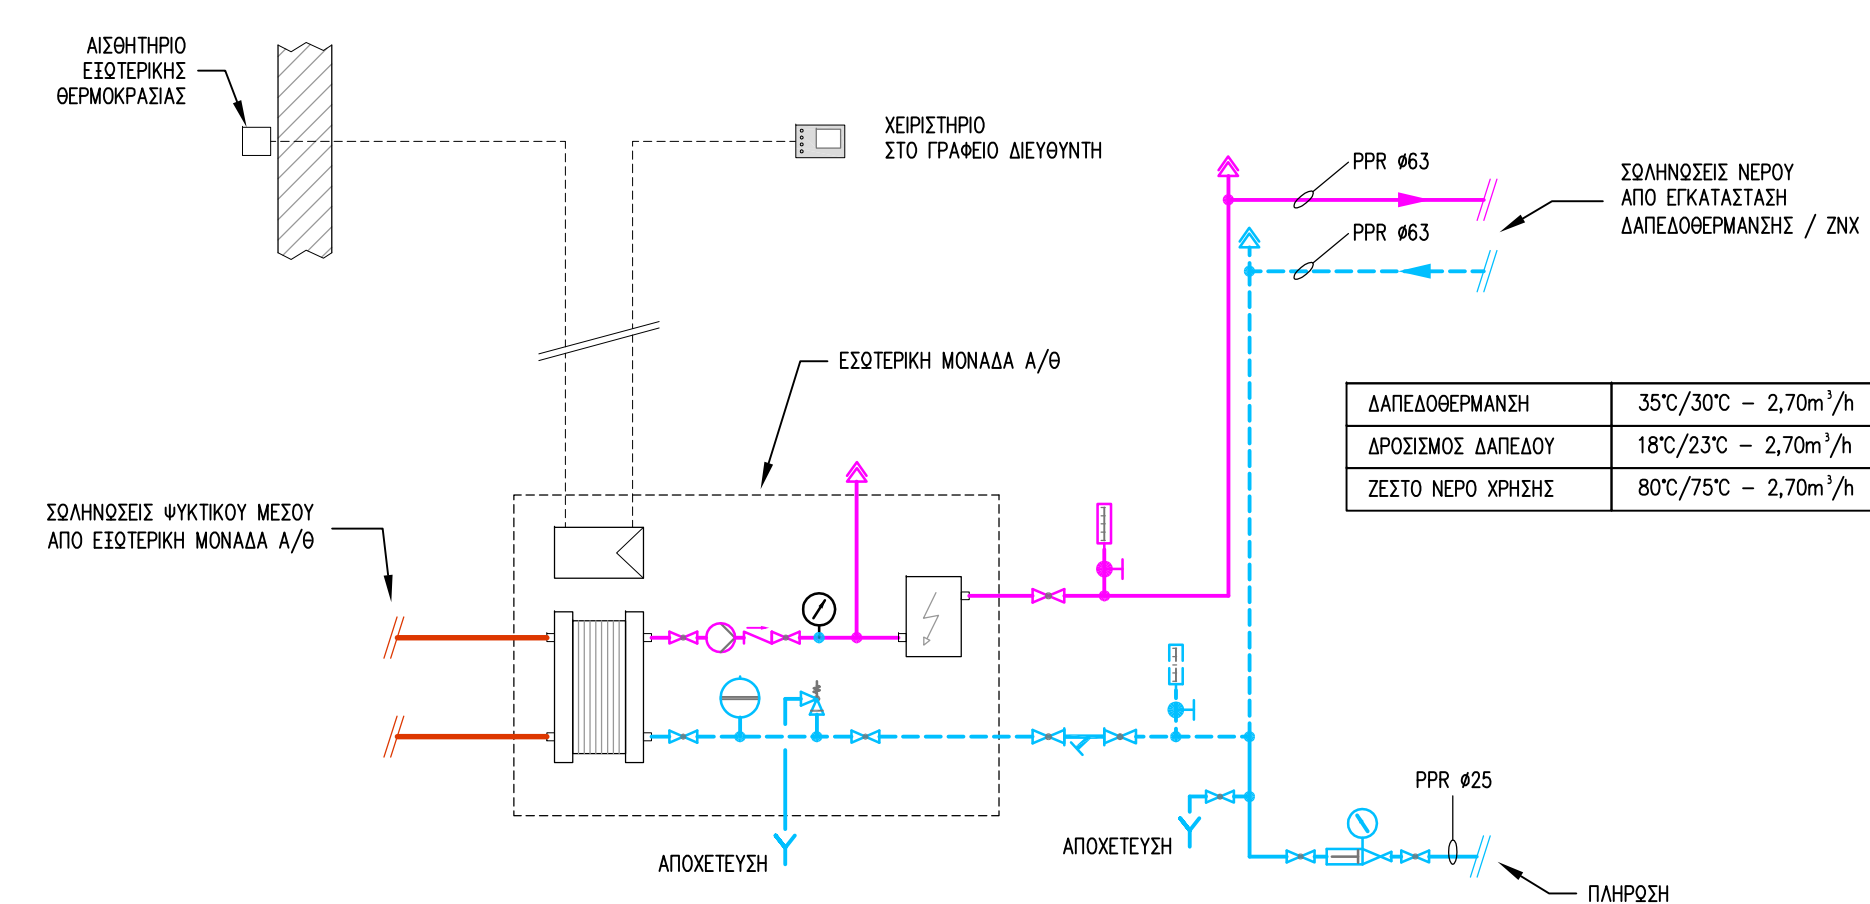 ΑΙΣΘΗΤΗΡΙΟ
ΕΞΩΤΕΡΙΚΗΣ
ΘΕΡΜΟΚΡΑΣΙΑΣ
ΧΕΙΡΙΣΤΗΡΙΟ
ΣΤΟ ΓΡΑΦΕΙΟ ΔΙΕΥΘΥΝΤΗ
PPR ø63
ΣΩΛΗΝΩΣΕΙΣ ΝΕΡΟΥ
ΑΠΟ ΕΓΚΑΤΑΣΤΑΣΗ
ΔΑΠΕΔΟΘΕΡΜΑΝΣΗΣ / ΖΝΧ
PPR ø63
ΕΣΩΤΕΡΙΚΗ ΜΟΝΑΔΑ Α/Θ
ΔΑΠΕΔΟΘΕΡΜΑΝΣΗ 35°C/30°C – 2,70m³/h
ΔΡΟΣΙΣΜΟΣ ΔΑΠΕΔΟΥ 18°C/23°C – 2,70m³/h
ΖΕΣΤΟ ΝΕΡΟ ΧΡΗΣΗΣ 80°C/75°C – 2,70m³/h
ΣΩΛΗΝΩΣΕΙΣ ΨΥΚΤΙΚΟΥ ΜΕΣΟΥ
ΑΠΟ ΕΞΩΤΕΡΙΚΗ ΜΟΝΑΔΑ Α/Θ
PPR ø25
ΑΠΟΧΕΤΕΥΣΗ
ΑΠΟΧΕΤΕΥΣΗ
ΠΛΗΡΩΣΗ